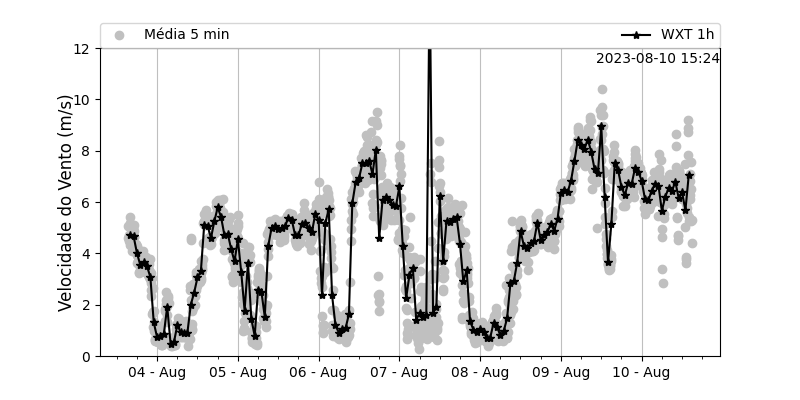 Média 5 min
WXT 1h
2023-08-10 15:24
Velocidade do Vento (m/s)
12
10
8
6
4
2
0
04 - Aug
05 - Aug
06 - Aug
07 - Aug
08 - Aug
09 - Aug
10 - Aug